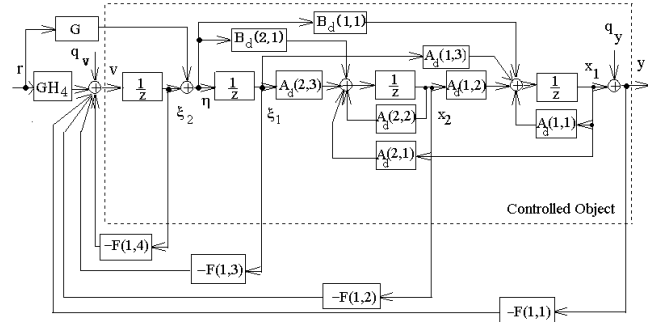 G
B_d(1,1)
B_d(2,1)
q_v
q_y
r
v
A_d(1,3)
x_1
y
GH_4
1/z
ξ_2
η
1/z
ξ_1
A_d(2,3)
1/z
x_2
A_d(1,2)
1/z
A_d(2,2)
A_d(1,1)
A_d(2,1)
Controlled Object
−F(1,4)
−F(1,3)
−F(1,2)
−F(1,1)